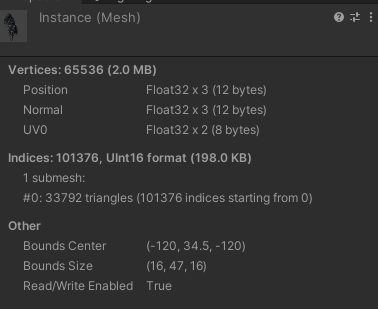 Instance (Mesh)
Vertices: 65536 (2.0 MB)
Position Float32 x 3 (12 bytes)
Normal Float32 x 3 (12 bytes)
UV0 Float32 x 2 (8 bytes)
Indices: 101376, UInt16 format (198.0 KB)
1 submesh:
#0: 33792 triangles (101376 indices starting from 0)
Other
Bounds Center (-120, 34.5, -120)
Bounds Size (16, 47, 16)
Read/Write Enabled True